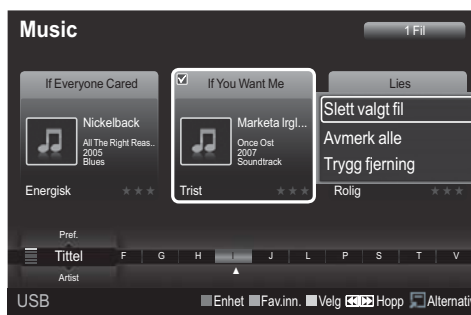 Music
1 Fil
If Everyone Cared
If You Want Me
Lies
Nickelback
All The Right Reas..
2005
Blues
Marketa Irgl...
Once Ost
2007
Soundtrack
Slett valgt fil
Avmerk alle
Trygg fjerning
Energisk
Trist
Rolig
Pref.
Tittel F G H I J L P S T V
Artist
USB Enhet Fav.inn. Velg Hopp Alternati